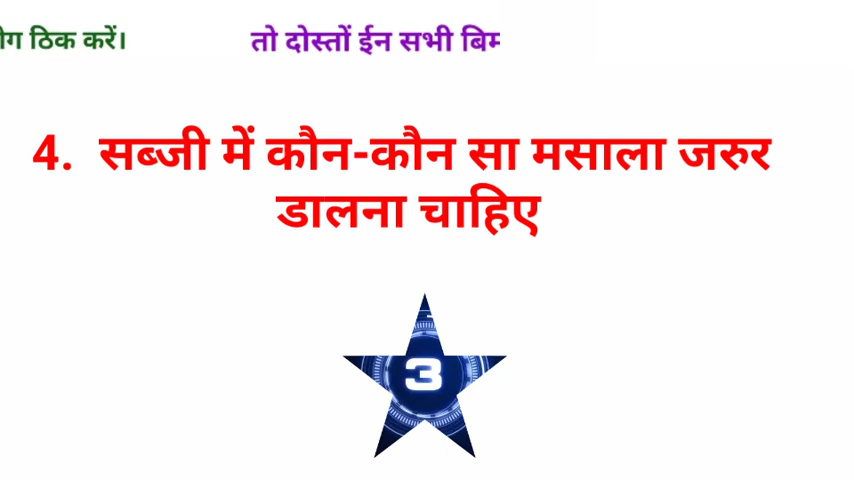 ठिक करें। तो दोस्तों ईन सभी
4. सब्जी में कौन-कौन सा मसाला जरुर
डालना चाहिए
3